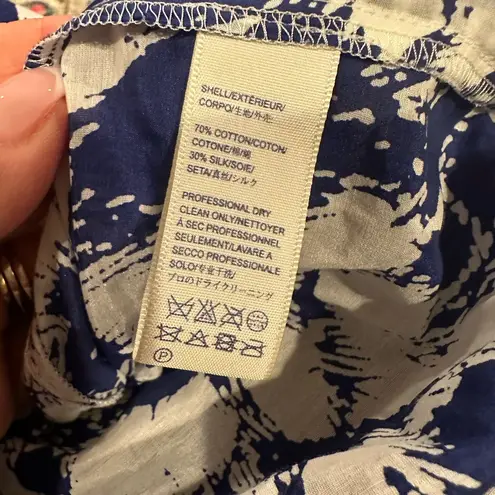 SHELL/EXTÉRIEUR/
CORPO/生地/外壳/
70% COTTON/COTON/
COTONE/棉/綿
30% SILK/SOIE/
SETA/真丝/シルク
PROFESSIONAL DRY
CLEAN ONLY/NETTOYER
À SEC PROFESSIONNEL
SEULEMENT/LAVARE A
SECCO PROFESSIONALE
SOLO/专业干洗/
プロのドライクリーニング
P